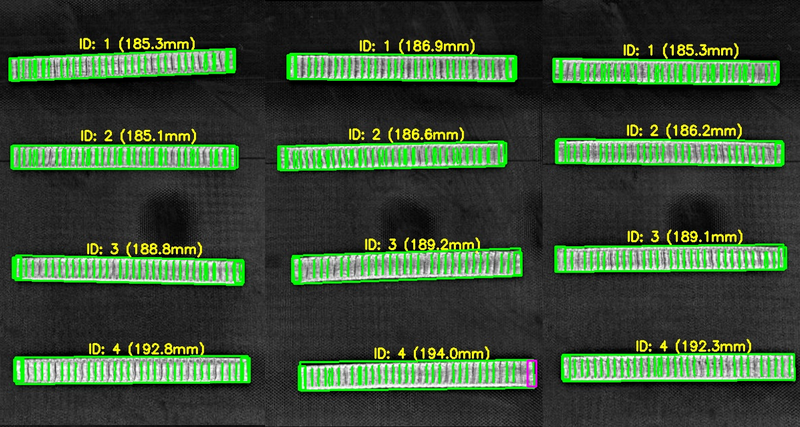 ID: 1 (185.3mm)
ID: 2 (185.1mm)
ID: 3 (188.8mm)
ID: 4 (192.8mm)
ID: 1 (186.9mm)
ID: 2 (186.6mm)
ID: 3 (189.2mm)
ID: 4 (194.0mm)
ID: 1 (185.3mm)
ID: 2 (186.2mm)
ID: 3 (189.1mm)
ID: 4 (192.3mm)